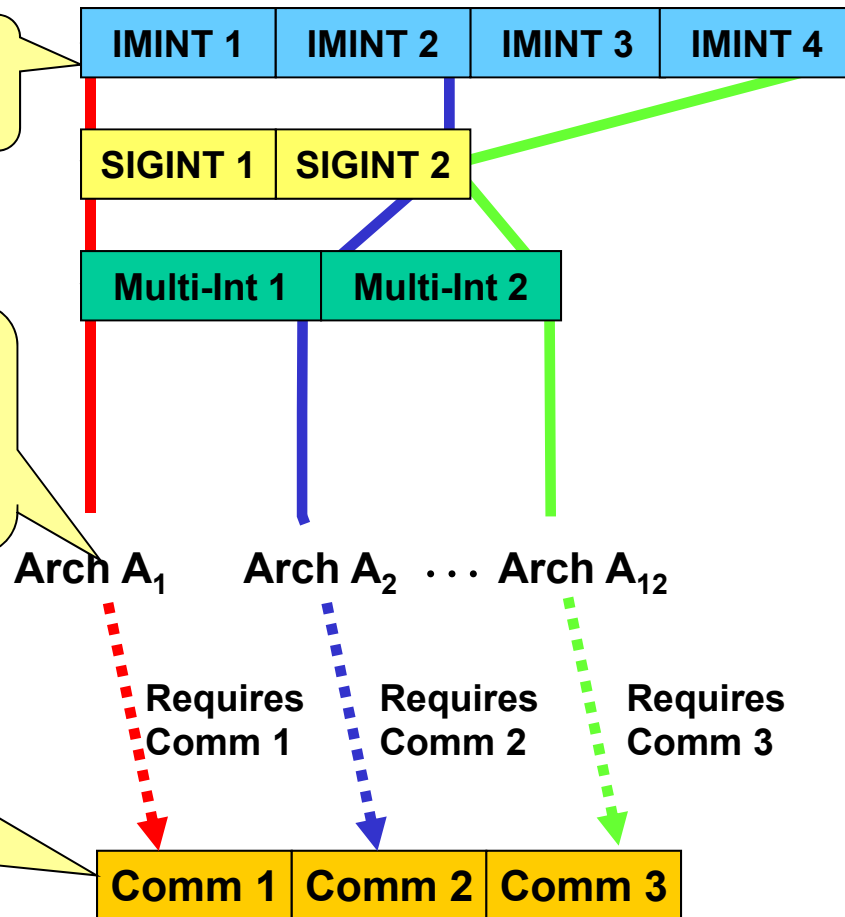 IMINT 1 IMINT 2 IMINT 3 IMINT 4
SIGINT 1 SIGINT 2
Multi-Int 1 Multi-Int 2
Arch A₁ Arch A₂ ··· Arch A₁₂
Requires Requires Requires
Comm 1 Comm 2 Comm 3
Comm 1 Comm 2 Comm 3